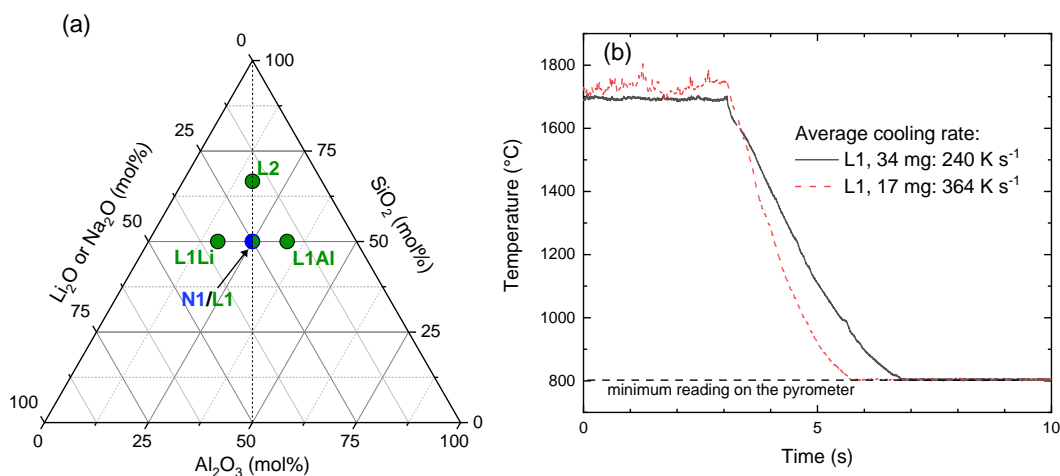 (a)
0
100
25
75
L2
Li₂O or Na₂O (mol%)
SiO₂ (mol%)
50
50
L1Li
L1Al
N1/L1
75
25
100
0
0
25
50
75
100
Al₂O₃ (mol%)
(b)
1800
1600
1400
1200
1000
800
Temperature (°C)
Average cooling rate:
L1, 34 mg: 240 K s⁻¹
L1, 17 mg: 364 K s⁻¹
minimum reading on the pyrometer
0
5
10
Time (s)